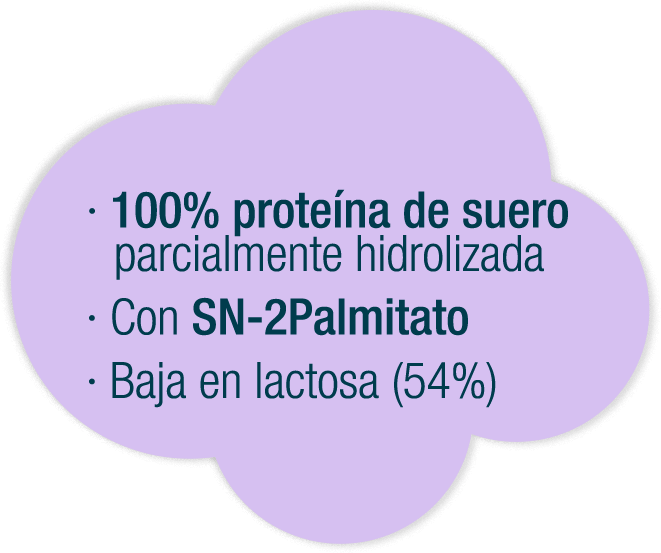 · 100% proteína de suero
parcialmente hidrolizada
· Con SN-2Palmitato
· Baja en lactosa (54%)